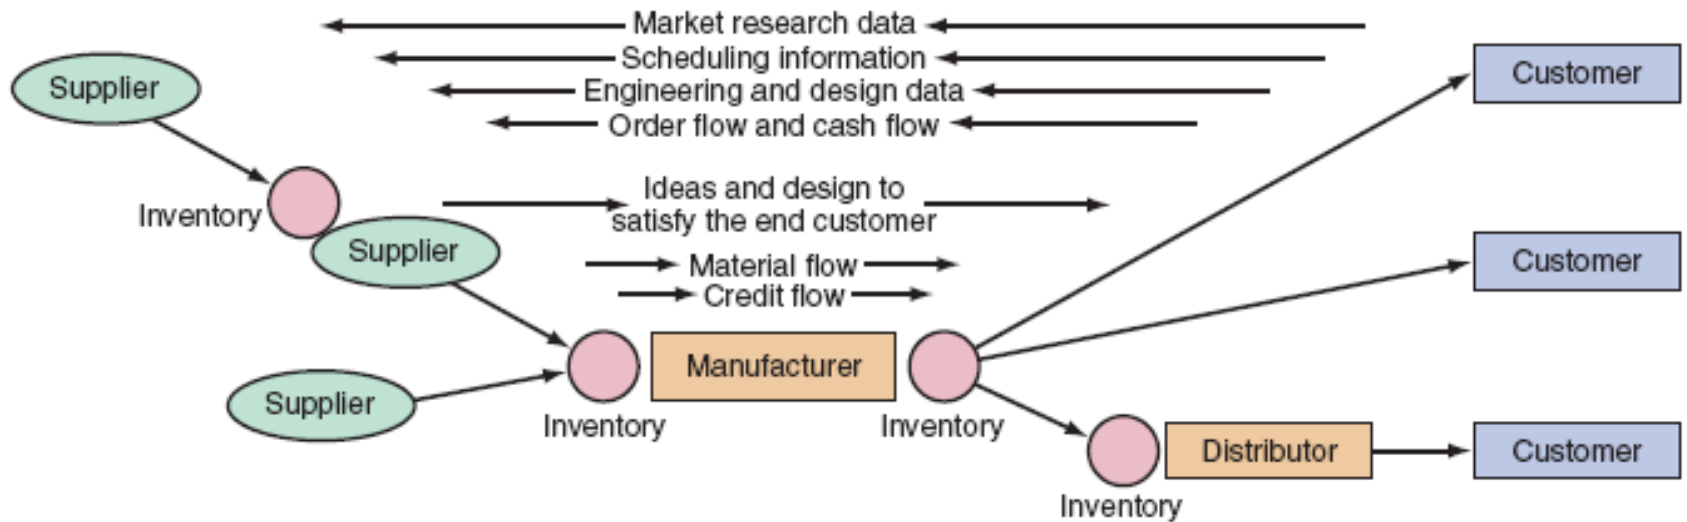 Market research data
Scheduling information
Engineering and design data
Order flow and cash flow
Supplier
Customer
Inventory
Ideas and design to
satisfy the end customer
Supplier
Material flow
Credit flow
Customer
Supplier
Inventory
Manufacturer
Inventory
Inventory
Distributor
Customer